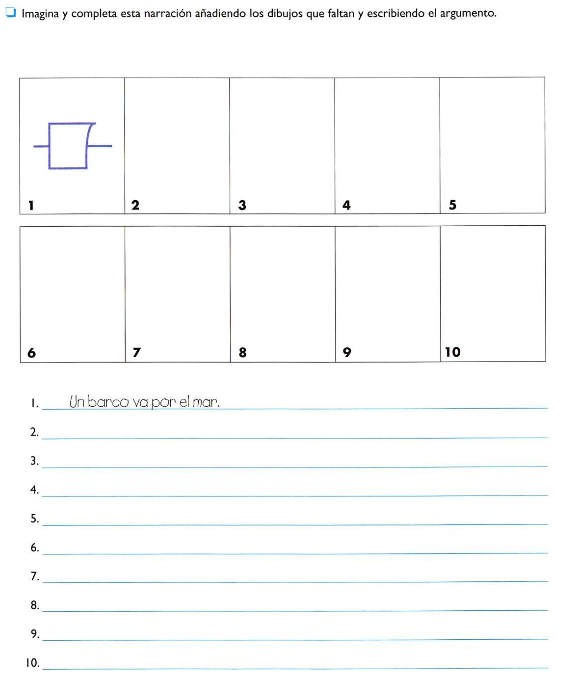 Imagina y completa esta narración añadiendo los dibujos que faltan y escribiendo el argumento.
1 2 3 4 5
6 7 8 9 10
1. Un barco va por el mar.
2.
3.
4.
5.
6.
7.
8.
9.
10.